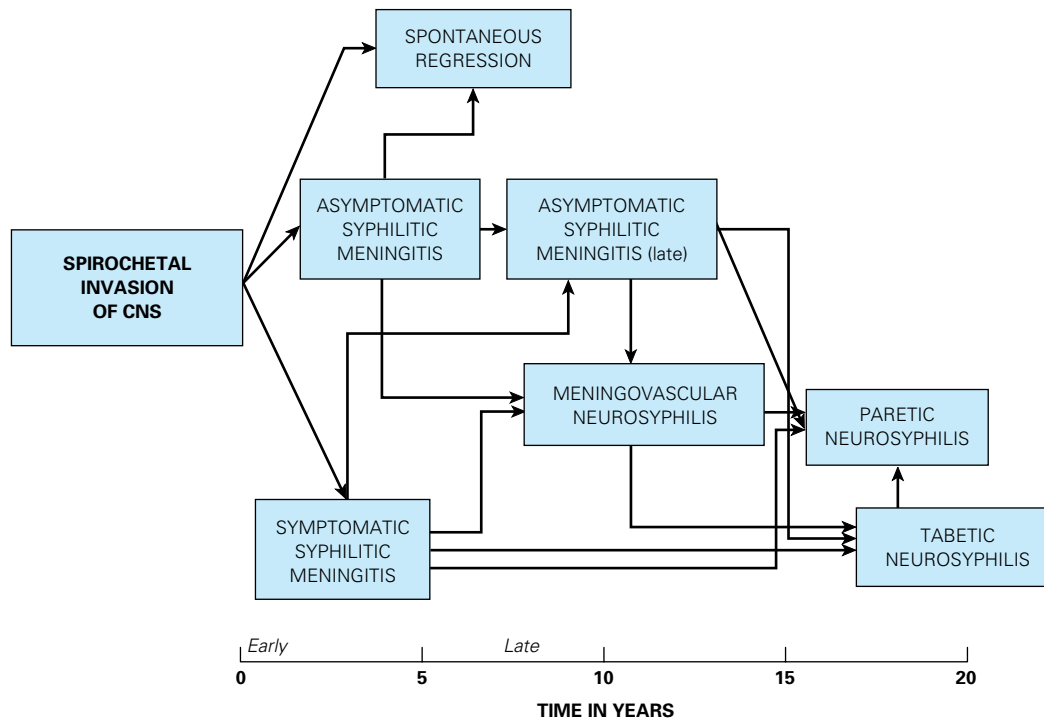 SPONTANEOUS
REGRESSION
ASYMPTOMATIC
SYPHILITIC
MENINGITIS
ASYMPTOMATIC
SYPHILITIC
MENINGITIS (late)
SPIROCHETAL
INVASION
OF CNS
MENINGOVASCULAR
NEUROSYPHILIS
PARETIC
NEUROSYPHILIS
SYMPTOMATIC
SYPHILITIC
MENINGITIS
TABETIC
NEUROSYPHILIS
Early Late
0 5 10 15 20
TIME IN YEARS